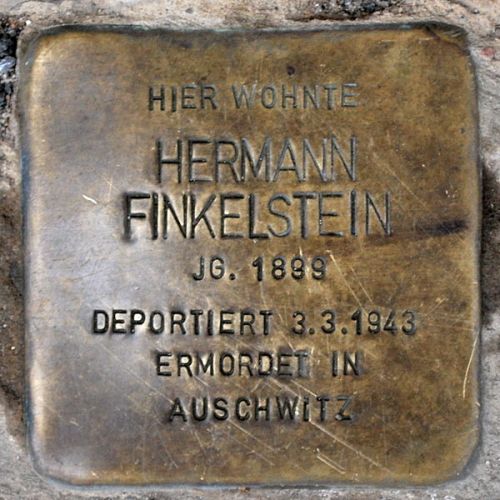 HIER WOHNTE
HERMANN
FINKELSTEIN
JG. 1899
DEPORTIERT 3.3.1943
ERMORDET IN
AUSCHWITZ